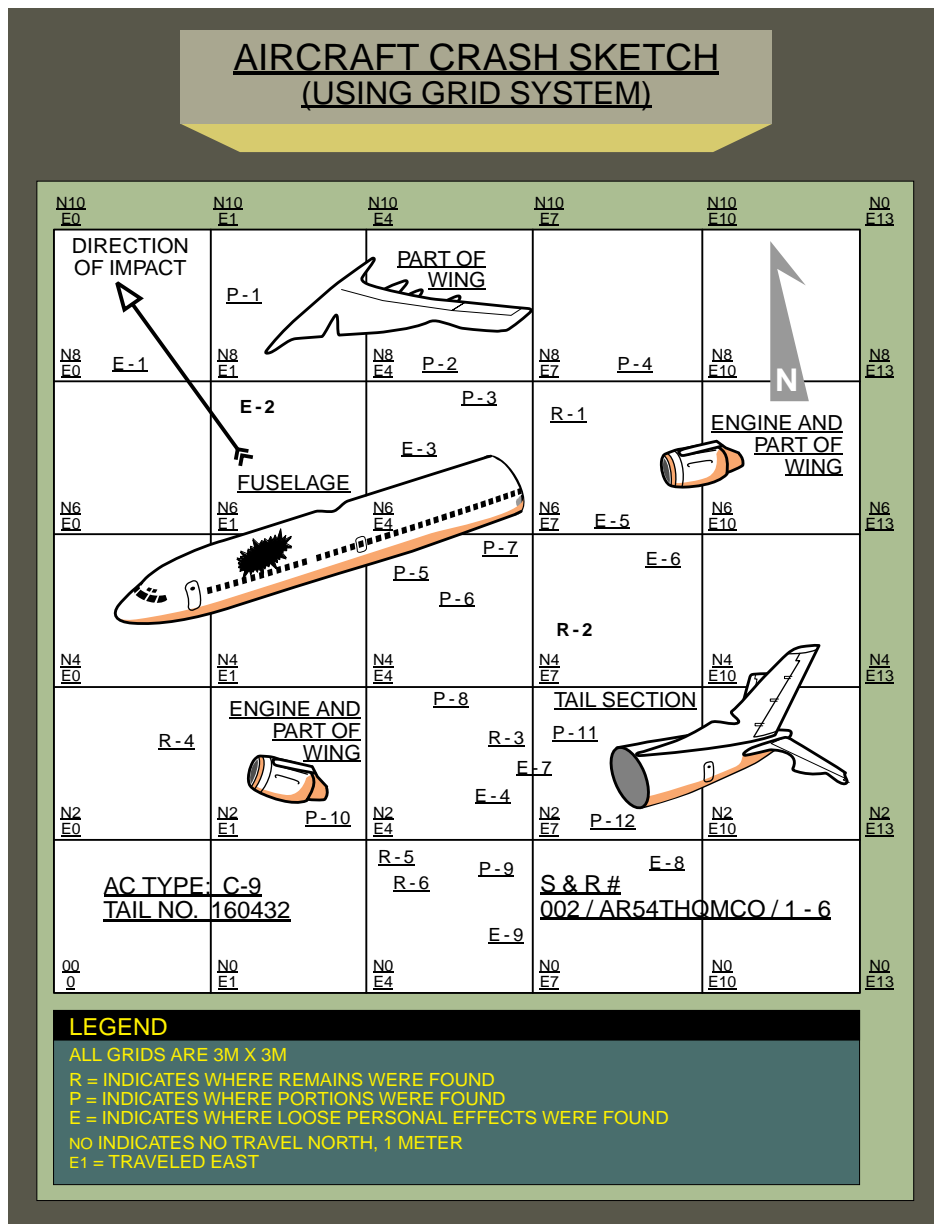 AIRCRAFT CRASH SKETCH
(USING GRID SYSTEM)
N10 N10 N10 N10 N10 N0
E0 E1 E4 E7 E10 E13
DIRECTION
OF IMPACT
PART OF
WING
P-1
N8 N8 N8 N8 N8 N8
E0 E1 E4 E7 E10 E13
E-1
P-2
P-4
N
E-2
P-3
R-1
ENGINE AND
PART OF
WING
E-3
FUSELAGE
N6 N6 N6 N6 N6 N6
E0 E1 E4 E7 E10 E13
E-5
P-7
E-6
P-5
P-6
R-2
N4 N4 N4 N4 N4 N4
E0 E1 E4 E7 E10 E13
P-8
TAIL SECTION
ENGINE AND
PART OF
WING
R-4
R-3
P-11
E-7
E-4
N2 N2 N2 N2 N2 N2
E0 E1 E4 E7 E10 E13
P-10
P-12
R-5
P-9
E-8
R-6
AC TYPE: C-9
TAIL NO. 160432
S & R #
002 / AR54THQMCO / 1 - 6
E-9
00 N0 N0 N0 N0 N0
0 E1 E4 E7 E10 E13
LEGEND
ALL GRIDS ARE 3M X 3M
R = INDICATES WHERE REMAINS WERE FOUND
P = INDICATES WHERE PORTIONS WERE FOUND
E = INDICATES WHERE LOOSE PERSONAL EFFECTS WERE FOUND
NO INDICATES NO TRAVEL NORTH, 1 METER
E1 = TRAVELED EAST